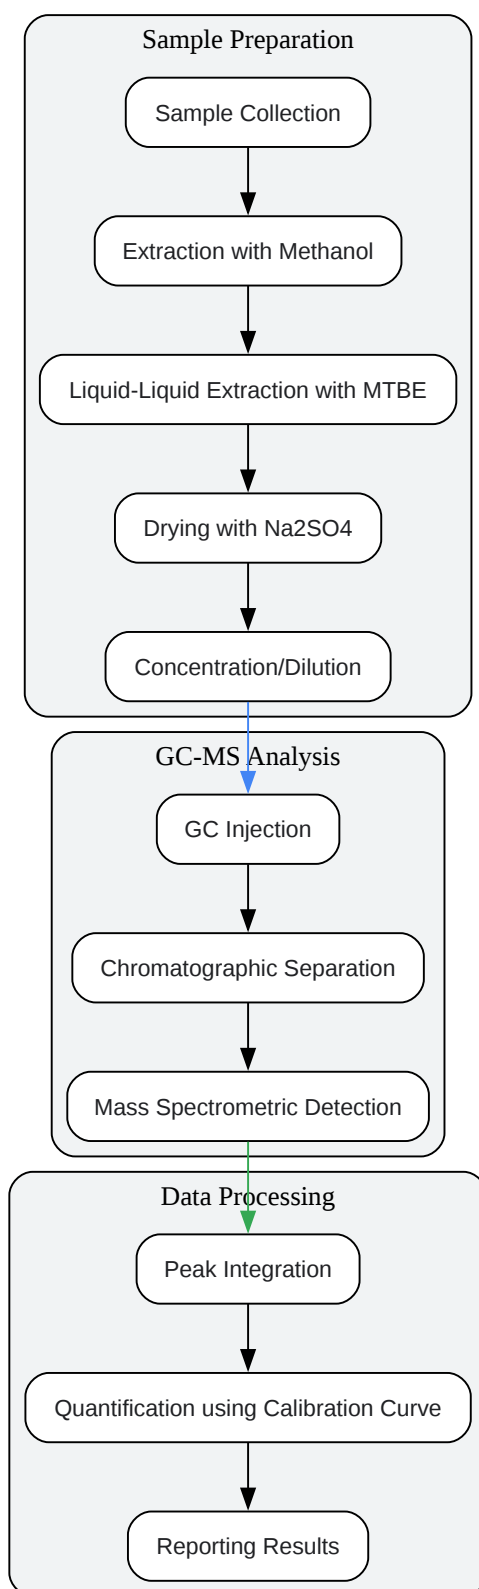 Sample Preparation
Sample Collection
Extraction with Methanol
Liquid-Liquid Extraction with MTBE
Drying with Na2SO4
Concentration/Dilution
GC-MS Analysis
GC Injection
Chromatographic Separation
Mass Spectrometric Detection
Data Processing
Peak Integration
Quantification using Calibration Curve
Reporting Results